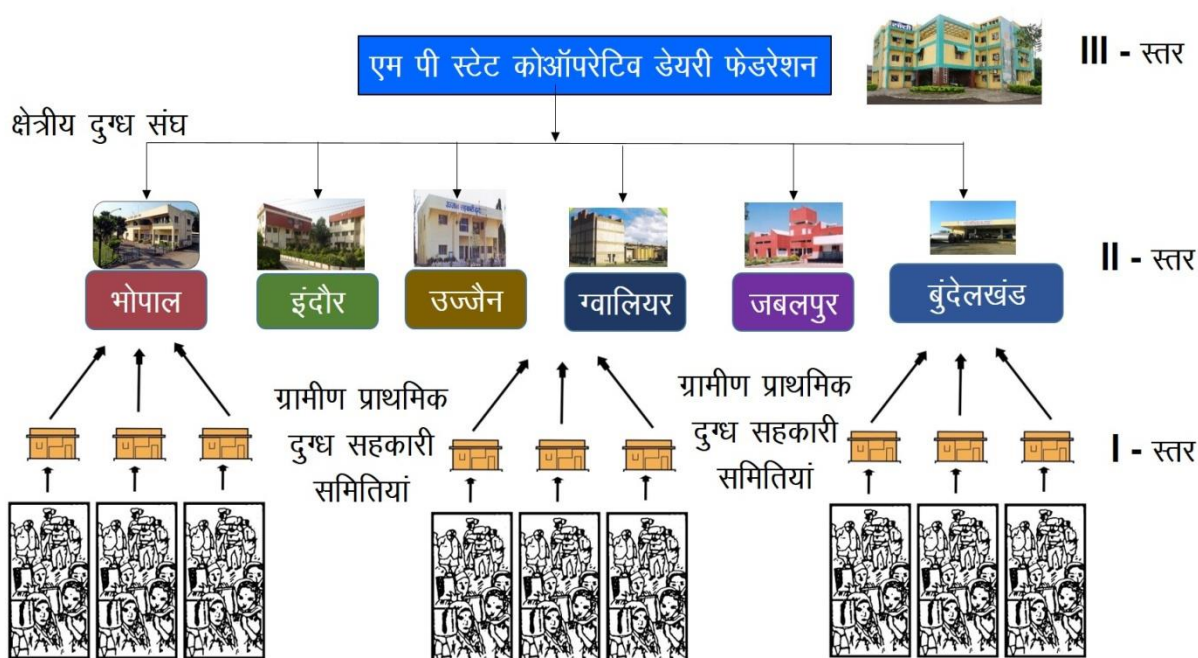 एम पी स्टेट कोऑपरेटिव डेयरी फेडरेशन
III - स्तर
क्षेत्रीय दुग्ध संघ
भोपाल
इंदौर
उज्जैन
ग्वालियर
जबलपुर
बुंदेलखंड
II - स्तर
ग्रामीण प्राथमिक
दुग्ध सहकारी
समितियां
ग्रामीण प्राथमिक
दुग्ध सहकारी
समितियां
I - स्तर